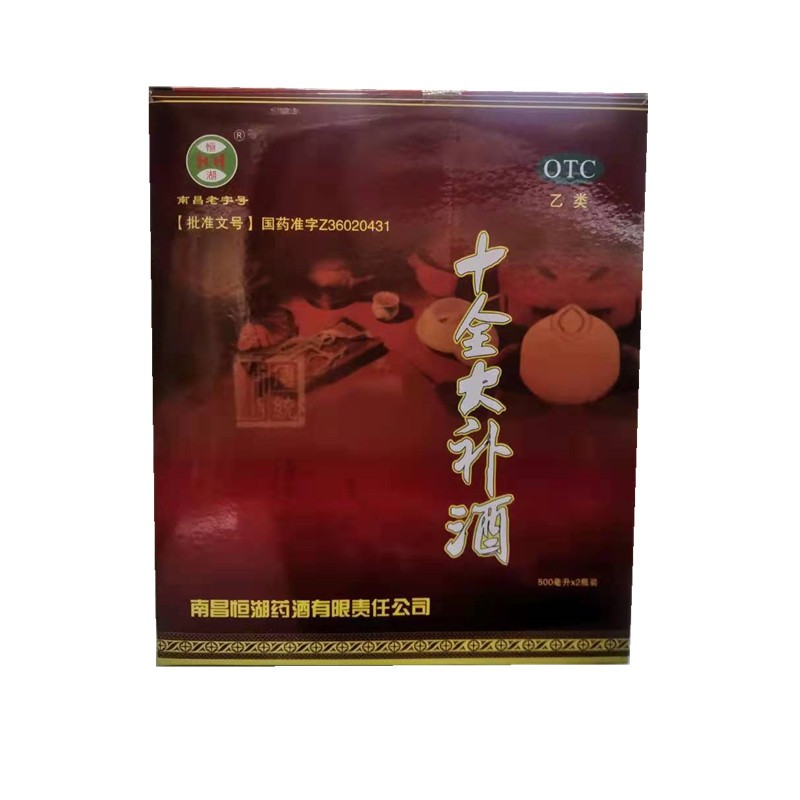 恒
湖
®
南昌老字号
【批准文号】国药准字Z36020431
OTC
乙类
十全大补酒
500毫升x2瓶装
南昌恒湖药酒有限责任公司